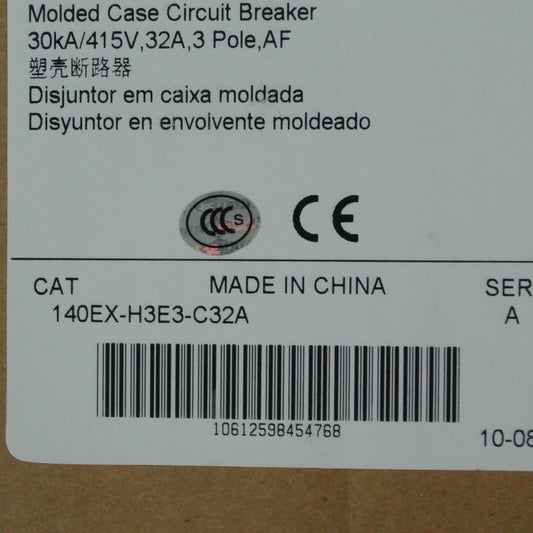 Molded Case Circuit Breaker
30kA/415V,32A,3 Pole,AF
塑壳断路器
Disjuntor em caixa moldada
Disyuntor en envolvente moldeado
CCC S CE
CAT MADE IN CHINA SER
140EX-H3E3-C32A A
10612598454768
10-08